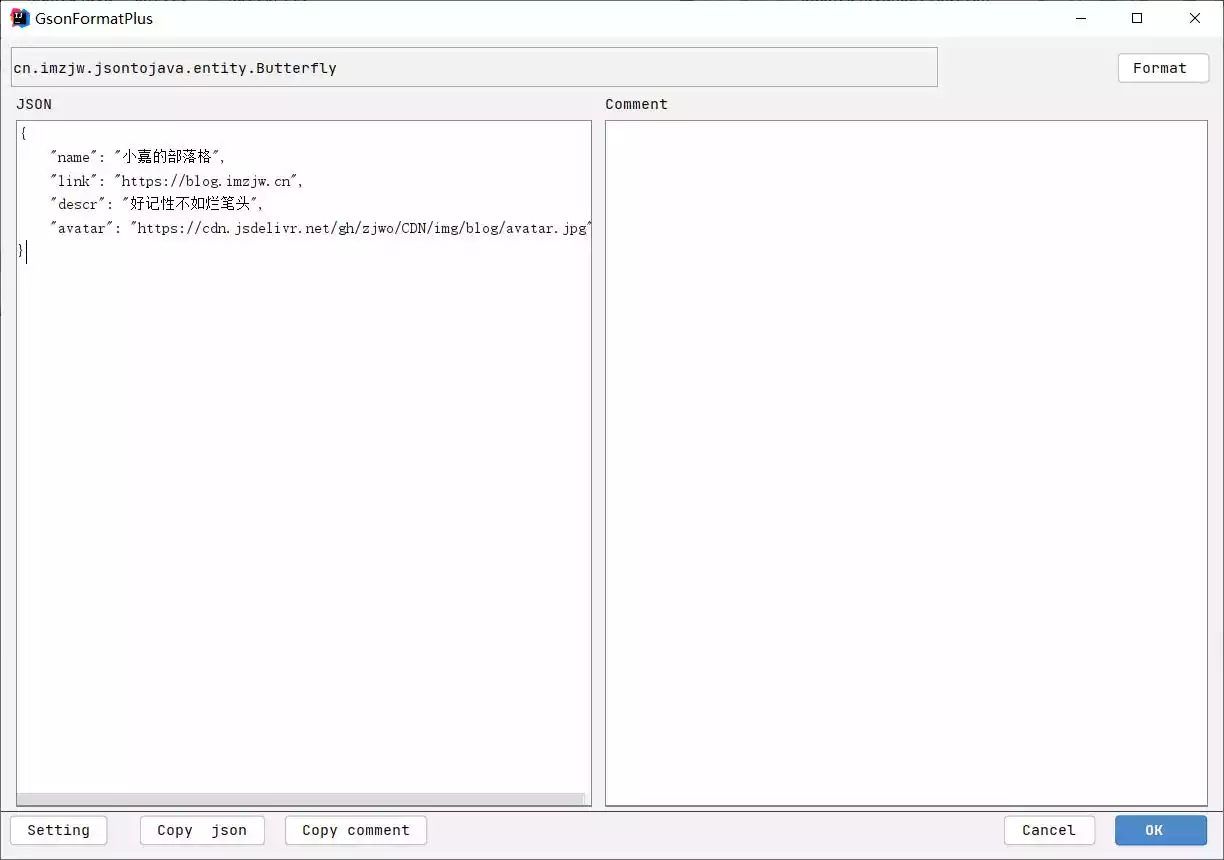 GsonFormatPlus
cn.imzjw.jsontojava.entity.Butterfly
Format
JSON
Comment
{
"name": "小嘉的部落格",
"link": "https://blog.imzjw.cn",
"descr": "好记性不如烂笔头",
"avatar": "https://cdn.jsdelivr.net/gh/zjwo/CDN/img/blog/avatar.jpg"
}
Setting
Copy json
Copy comment
Cancel
OK